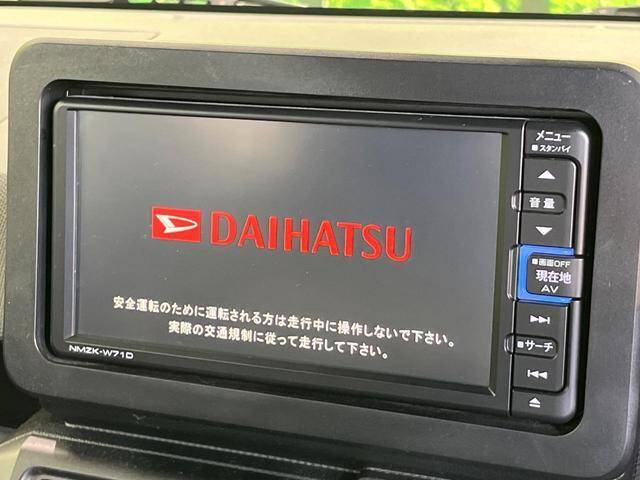 DAIHATSU
安全運転のために運転される方は走行中に操作しないで下さい。
実際の交通規制に従って走行して下さい。
NMZK-W71D
メニュー
スタンバイ
音量
画面OFF
現在地
AV
サーチ